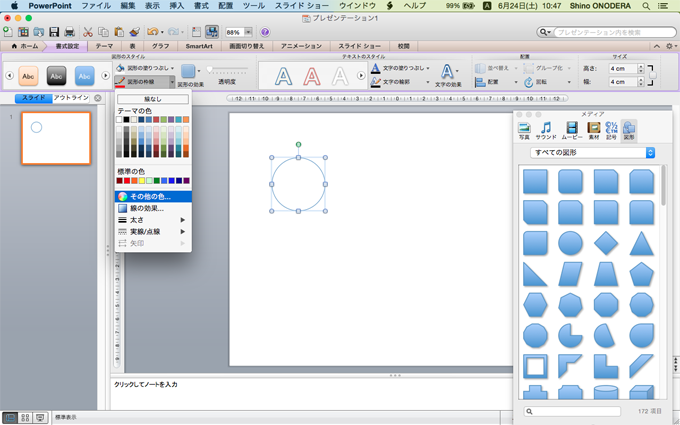 PowerPoint ファイル 編集 表示 挿入 書式 配置 ツール スライド ショー ウインドウ ヘルプ 99% A 6月24日(土) 10:47 Shino ONODERA
プレゼンテーション1
88%
プレゼンテーション内を検索
ホーム 書式設定 テーマ 表 グラフ SmartArt 画面切り替え アニメーション スライド ショー 校閲
図形のスタイル テキストのスタイル 配置 サイズ
Abc Abc Abc
図形の塗りつぶし
図形の枠線
図形の効果
透明度
A A A
文字の塗りつぶし
文字の輪郭
文字の効果
並べ替え グループ化
配置 回転
高さ: 4 cm
幅: 4 cm
スライド アウトライン
1
線なし
テーマの色
標準の色
その他の色...
線の効果...
太さ
実線/点線
矢印
メディア
写真 サウンド ムービー 素材 記号 図形
すべての図形
172 項目
クリックしてノートを入力
標準表示